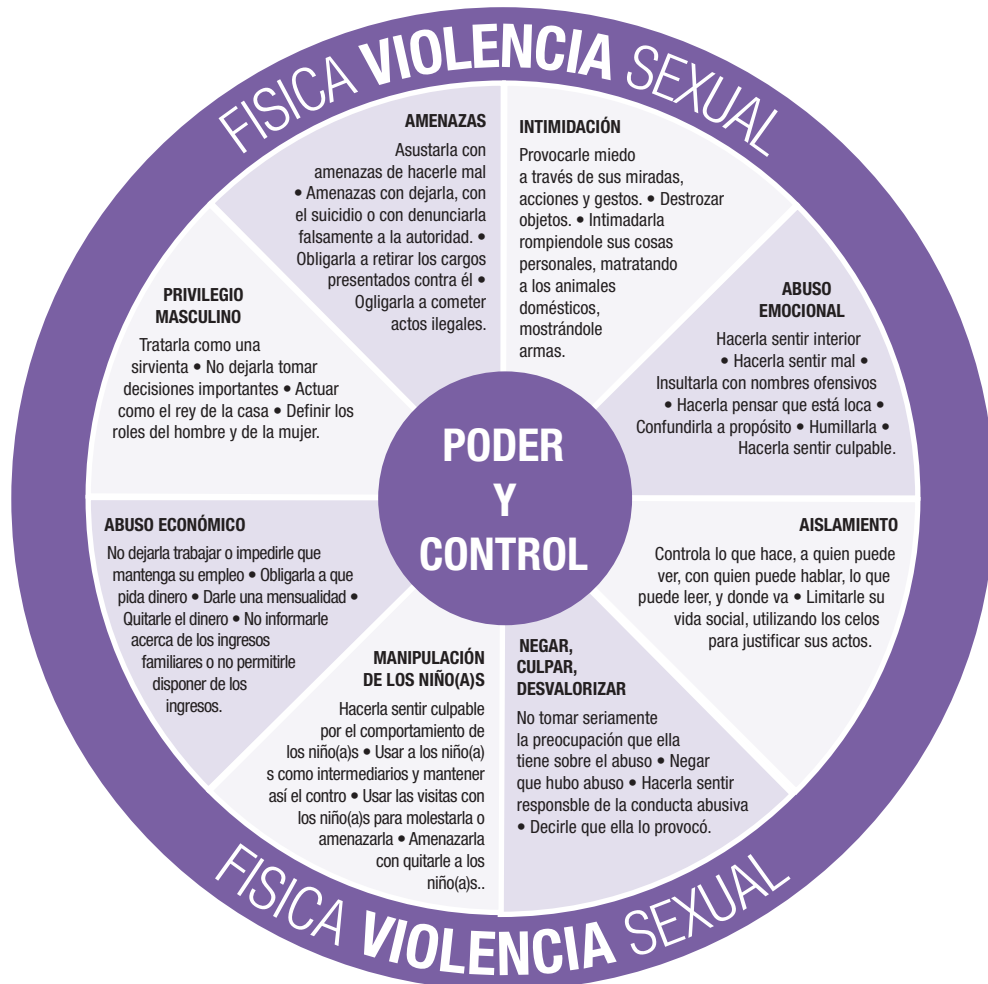 FISICA VIOLENCIA SEXUAL
AMENAZAS
Asustarla con
amenazas de hacerle mal
• Amenazas con dejarla, con
el suicidio o con denunciarla
falsamente a la autoridad. •
Obligarla a retirar los cargos
presentados contra él •
Ogligarla a cometer
actos ilegales.
INTIMIDACIÓN
Provocarle miedo
a través de sus miradas,
acciones y gestos. • Destrozar
objetos. • Intimadarla
rompiendole sus cosas
personales, matratando
a los animales
domésticos,
mostrándole
armas.
PRIVILEGIO
MASCULINO
Tratarla como una
sirvienta • No dejarla tomar
decisiones importantes • Actuar
como el rey de la casa • Definir los
roles del hombre y de la mujer.
ABUSO
EMOCIONAL
Hacerla sentir interior
• Hacerla sentir mal •
Insultarla con nombres ofensivos
• Hacerla pensar que está loca •
Confundirla a propósito • Humillarla •
Hacerla sentir culpable.
PODER
Y
CONTROL
ABUSO ECONÓMICO
No dejarla trabajar o impedirle que
mantenga su empleo • Obligarla a que
pida dinero • Darle una mensualidad •
Quitarle el dinero • No informarle
acerca de los ingresos
familiares o no permitirle
disponer de los
ingresos.
AISLAMIENTO
Controla lo que hace, a quien puede
ver, con quien puede hablar, lo que
puede leer, y donde va • Limitarle su
vida social, utilizando los celos
para justificar sus actos.
MANIPULACIÓN
DE LOS NIÑO(A)S
Hacerla sentir culpable
por el comportamiento de
los niño(a)s • Usar a los niño(a)
s como intermediarios y mantener
así el contro • Usar las visitas con
los niño(a)s para molestarla o
amenazarla • Amenazarla
con quitarle a los
niño(a)s..
NEGAR,
CULPAR,
DESVALORIZAR
No tomar seriamente
la preocupación que ella
tiene sobre el abuso • Negar
que hubo abuso • Hacerla sentir
responsble de la conducta abusiva
• Decirle que ella lo provocó.
FISICA VIOLENCIA SEXUAL